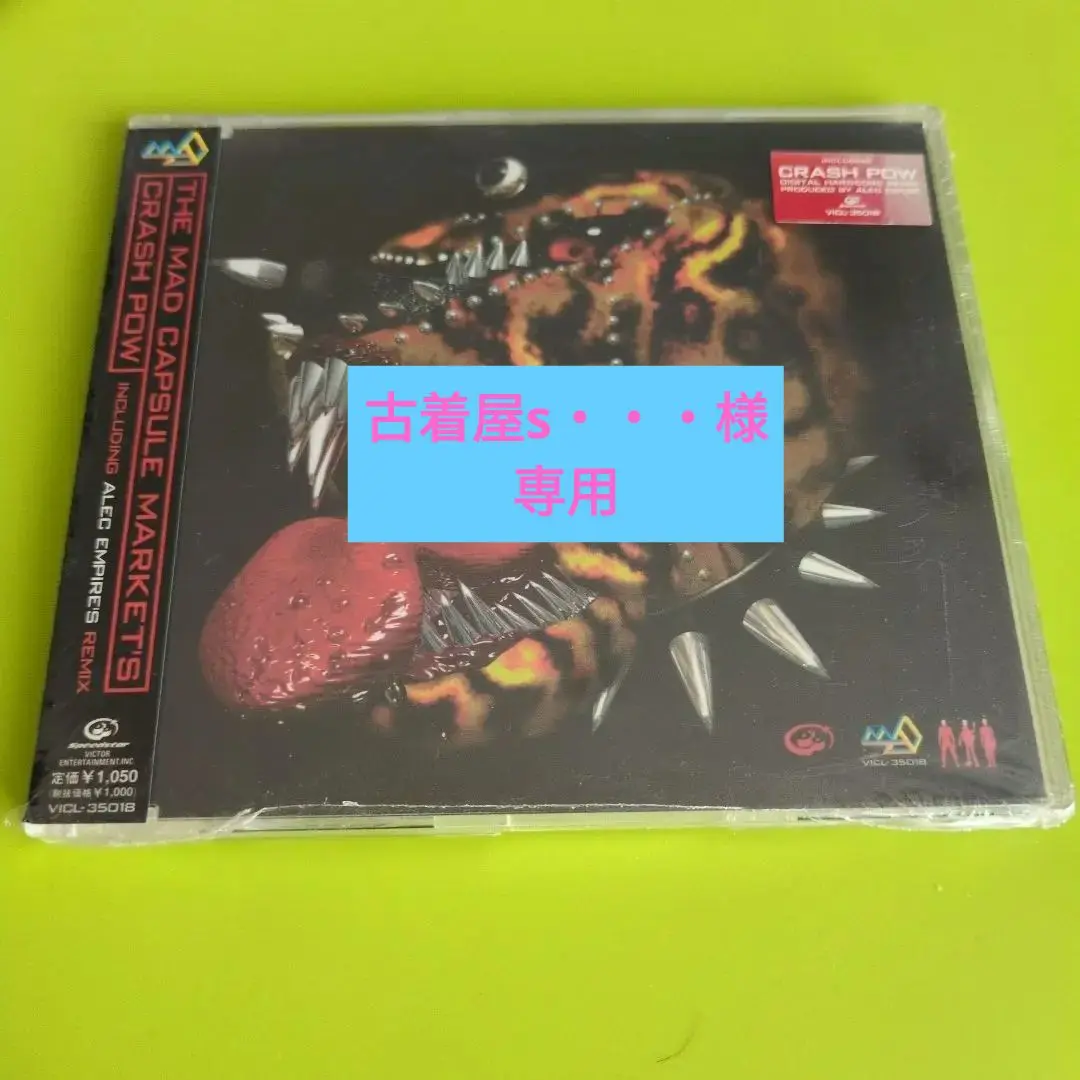 古着屋s・・・様
専用
THE MAD CAPSULE MARKET'S
CRASH POW INCLUDING ALEC EMPIRE'S REMIX
Speedstar
VICTOR
ENTERTAINMENT, INC
定価¥1,050
(税抜価格¥1,000)
VICL-35018
INCLUDING
CRASH POW
DIGITAL HARDCORE REMIX
PRODUCED BY ALEC EMPIRE
VICL-35018
VICL-35018